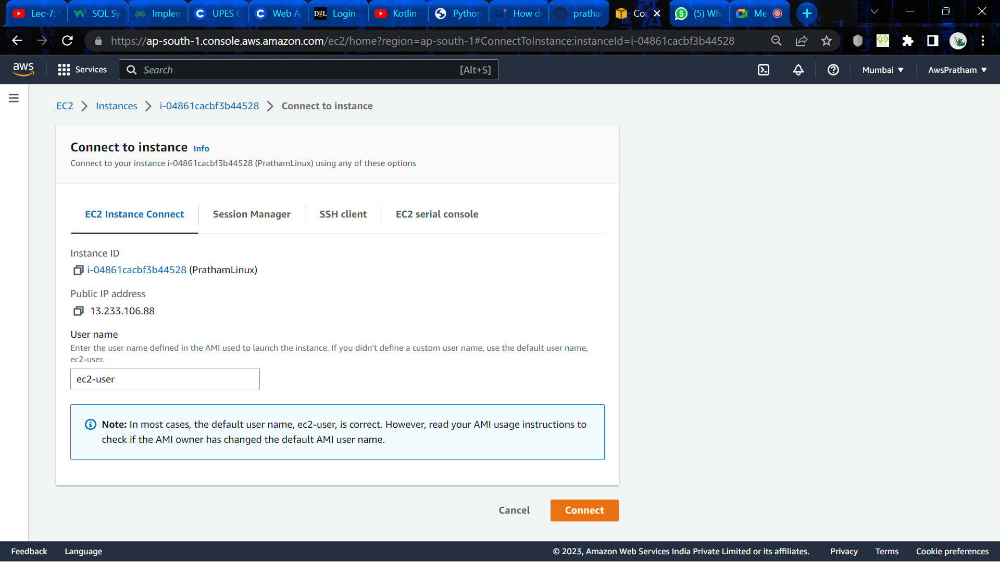 Lec-7:
SQL Sy
Implem
UPES C
Web A
D2L Login
Kotlin
Python
How do
prathar
Cor
(5) Wh
Me
https://ap-south-1.console.aws.amazon.com/ec2/home?region=ap-south-1#ConnectToInstance:instanceId=i-04861cacbf3b44528
aws
Services
Search
[Alt+S]
Mumbai
AwsPratham
EC2
Instances
i-04861cacbf3b44528
Connect to instance
Connect to instance Info
Connect to your instance i-04861cacbf3b44528 (PrathamLinux) using any of these options
EC2 Instance Connect
Session Manager
SSH client
EC2 serial console
Instance ID
i-04861cacbf3b44528 (PrathamLinux)
Public IP address
13.233.106.88
User name
Enter the user name defined in the AMI used to launch the instance. If you didn't define a custom user name, use the default user name,
ec2-user.
ec2-user
Note: In most cases, the default user name, ec2-user, is correct. However, read your AMI usage instructions to
check if the AMI owner has changed the default AMI user name.
Cancel
Connect
Feedback
Language
© 2023, Amazon Web Services India Private Limited or its affiliates.
Privacy
Terms
Cookie preferences